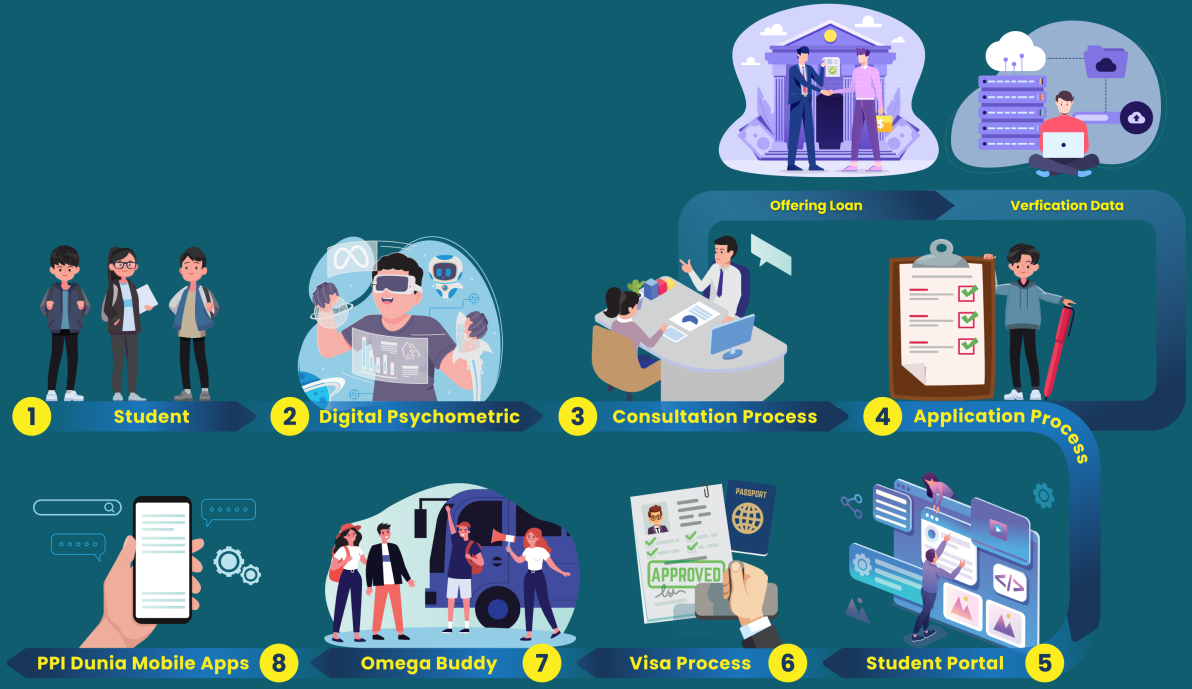 Offering Loan
Verfication Data
1 Student
2 Digital Psychometric
3 Consultation Process
4 Application Process
PASSPORT
APPROVED
</>
PPI Dunia Mobile Apps 8
Omega Buddy 7
Visa Process 6
Student Portal 5